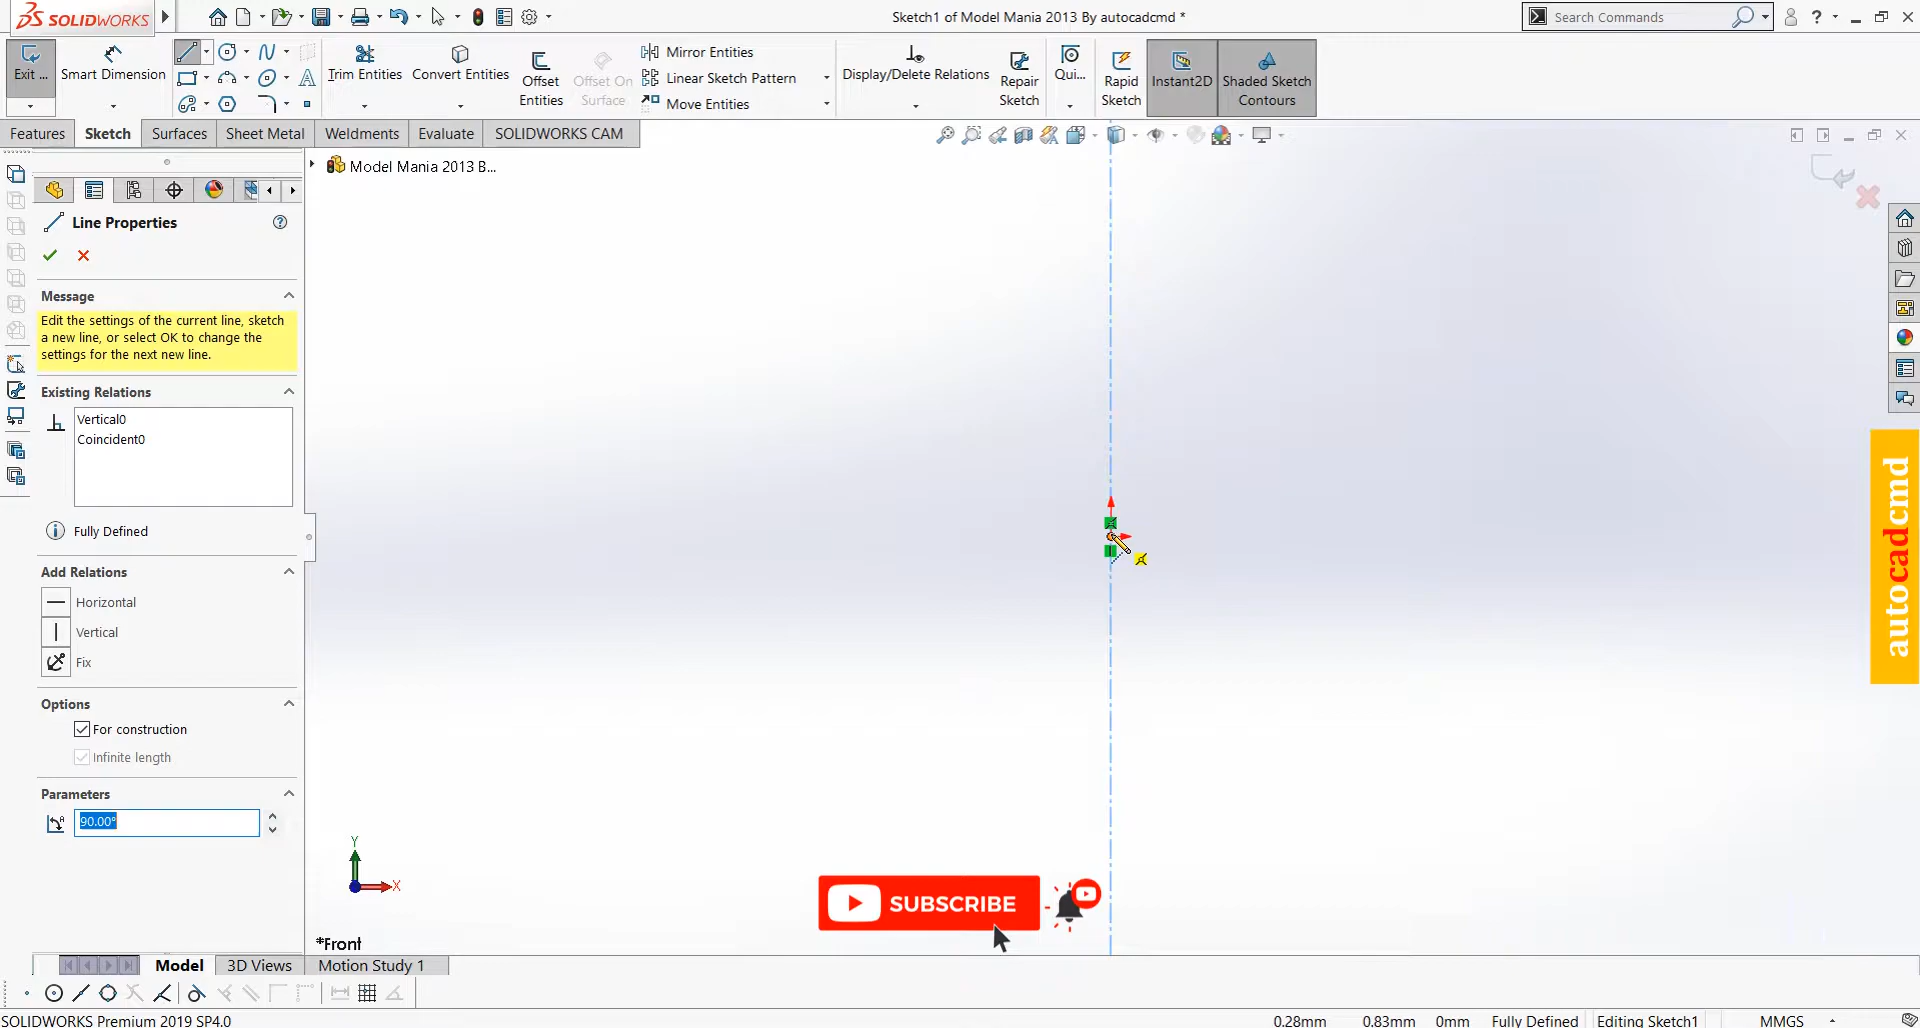 SOLIDWORKS
Sketch1 of Model Mania 2013 By autocadcmd *
Search Commands
?
Exit ...
Smart Dimension
Trim Entities
Convert Entities
Offset
Entities
Offset On
Surface
Mirror Entities
Linear Sketch Pattern
Move Entities
Display/Delete Relations
Repair
Sketch
Qui...
Rapid
Sketch
Instant2D
Shaded Sketch
Contours
Features
Sketch
Surfaces
Sheet Metal
Weldments
Evaluate
SOLIDWORKS CAM
Model Mania 2013 B...
Line Properties
Message
Edit the settings of the current line, sketch
a new line, or select OK to change the
settings for the next new line.
Existing Relations
Vertical0
Coincident0
Fully Defined
Add Relations
Horizontal
Vertical
Fix
Options
For construction
Infinite length
Parameters
90.00°
Y
X
*Front
SUBSCRIBE
autocadcmd
Model
3D Views
Motion Study 1
SOLIDWORKS Premium 2019 SP4.0
0.28mm
0.83mm
0mm
Fully Defined
Editing Sketch1
MMGS